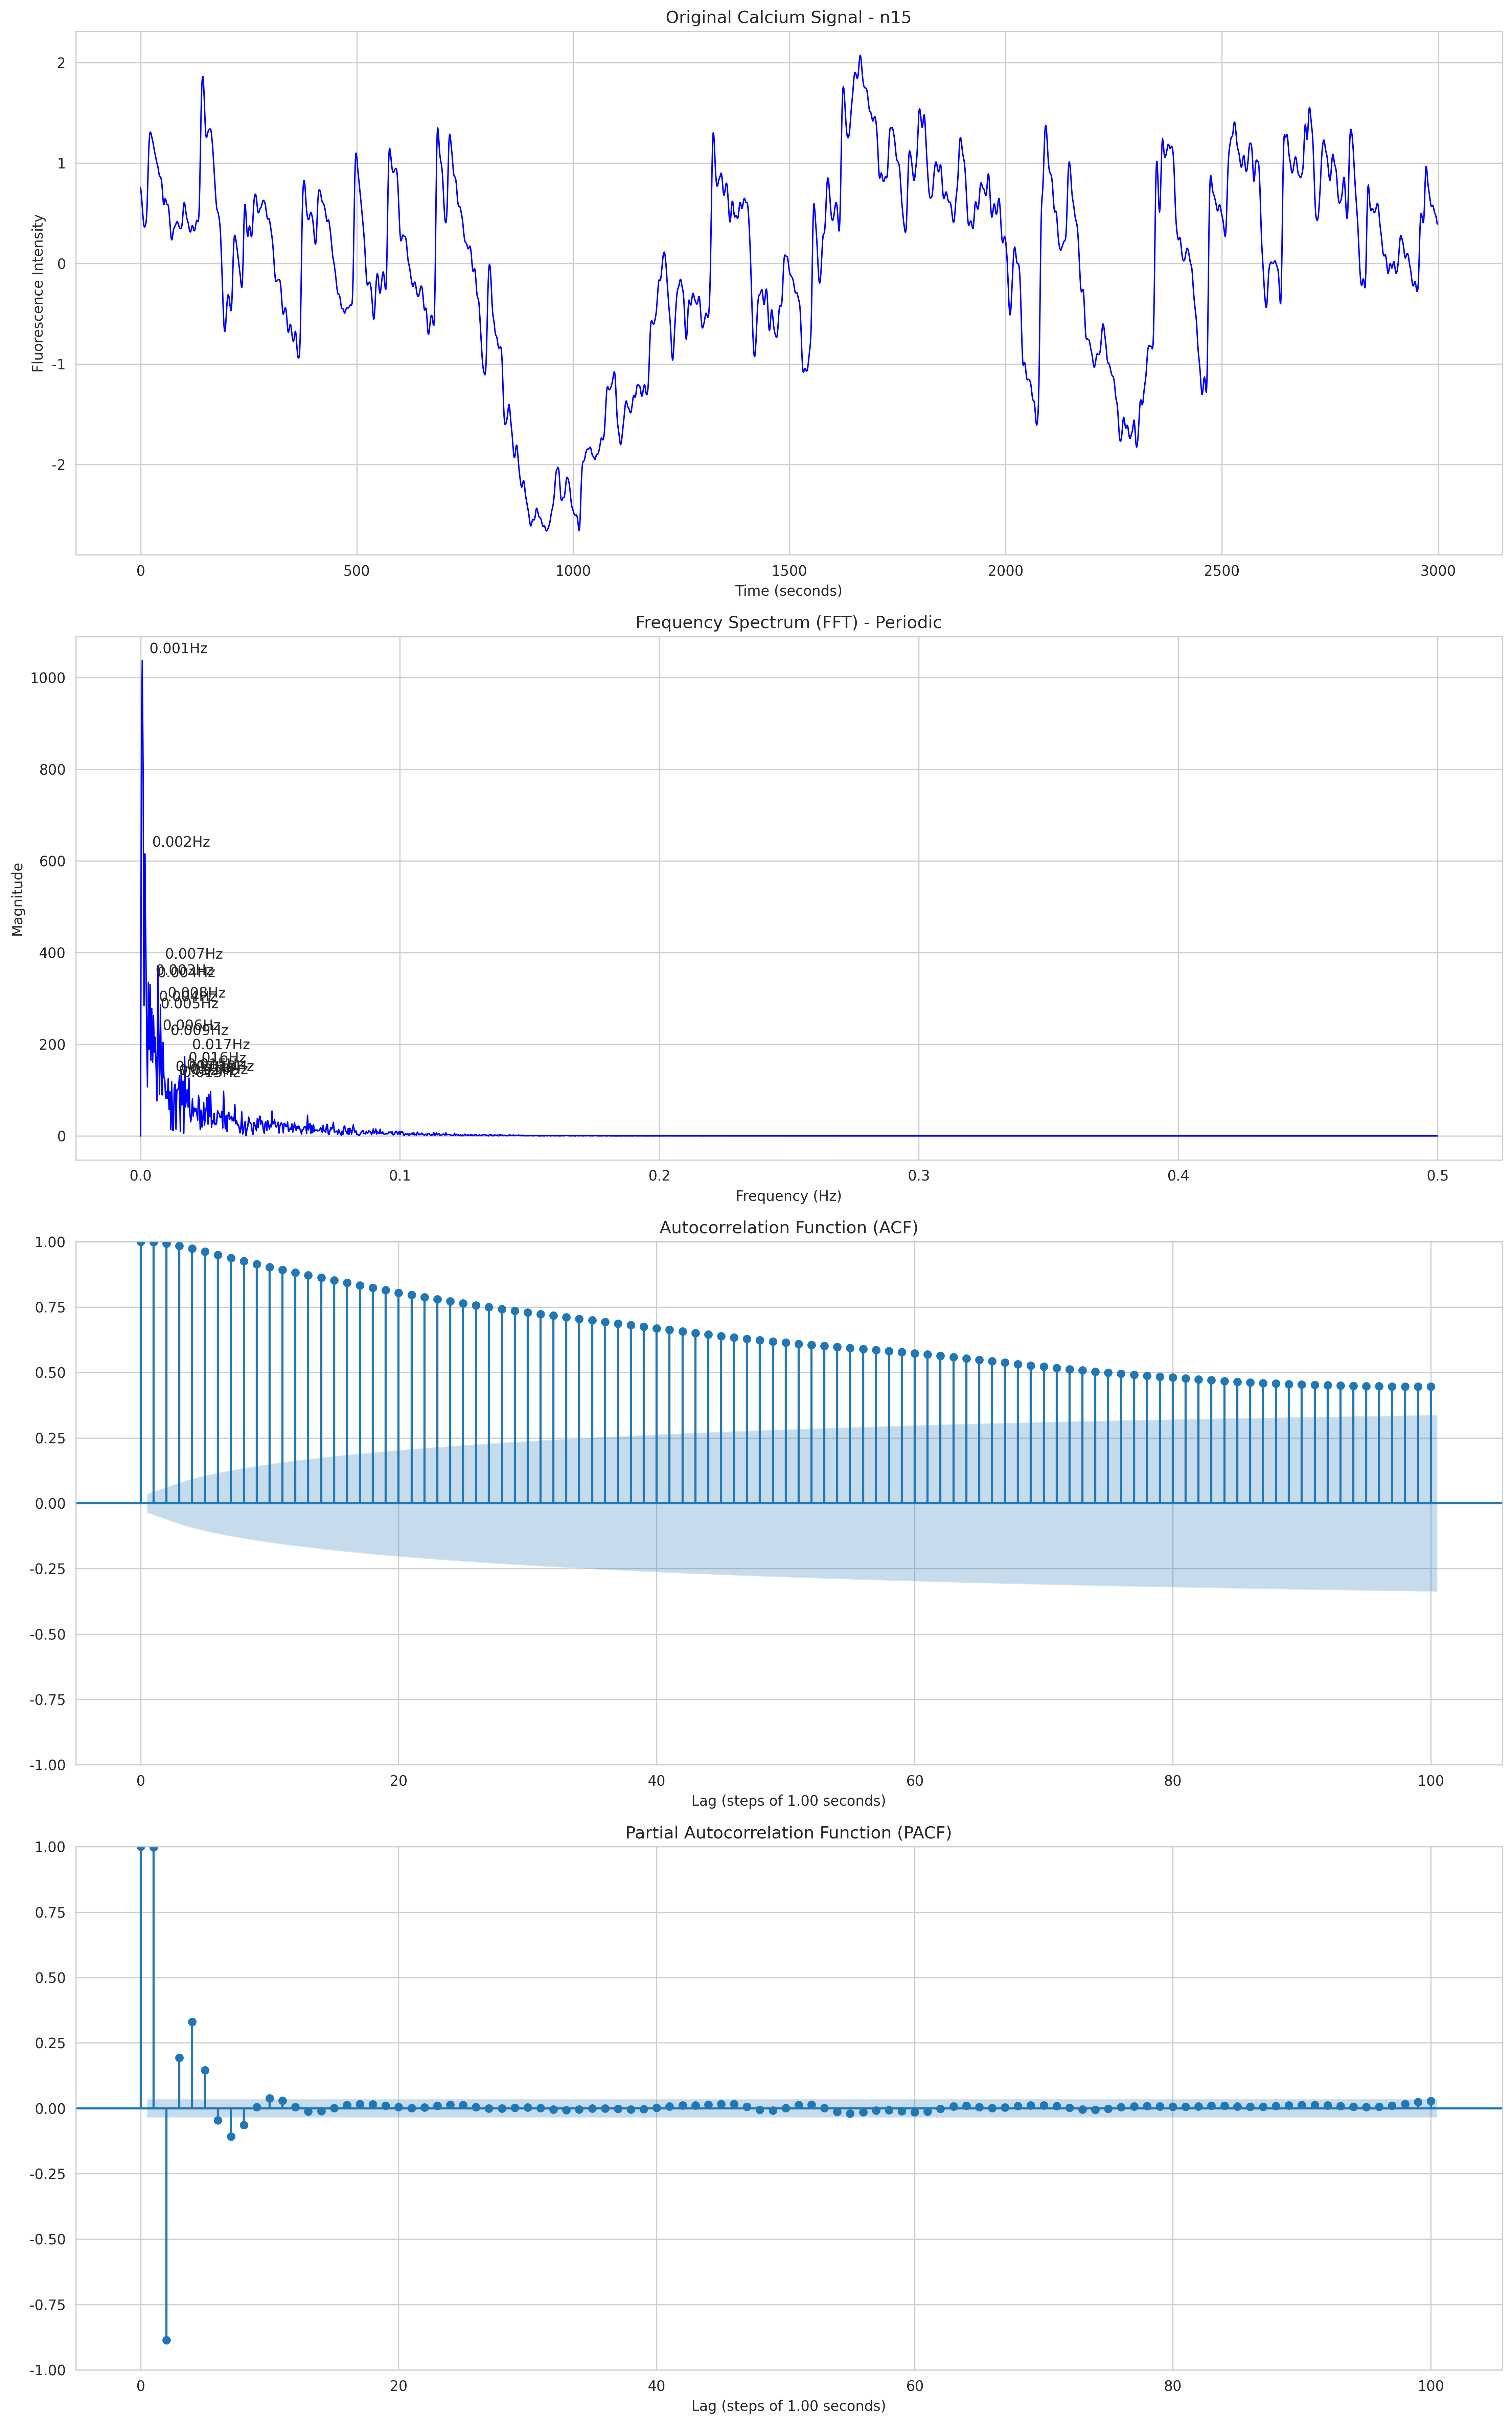 Original Calcium Signal - n15
2
1
0
-1
-2
Fluorescence Intensity
0 500 1000 1500 2000 2500 3000
Time (seconds)
Frequency Spectrum (FFT) - Periodic
0.001Hz
1000
800
0.002Hz
600
Magnitude
400
0.007Hz
0.003Hz
0.004Hz
0.008Hz
0.004Hz
0.005Hz
0.006Hz
0.009Hz
200
0.017Hz
0.016Hz
0.013Hz
0
0.0 0.1 0.2 0.3 0.4 0.5
Frequency (Hz)
Autocorrelation Function (ACF)
1.00
0.75
0.50
0.25
0.00
-0.25
-0.50
-0.75
-1.00
0 20 40 60 80 100
Lag (steps of 1.00 seconds)
Partial Autocorrelation Function (PACF)
1.00
0.75
0.50
0.25
0.00
-0.25
-0.50
-0.75
-1.00
0 20 40 60 80 100
Lag (steps of 1.00 seconds)